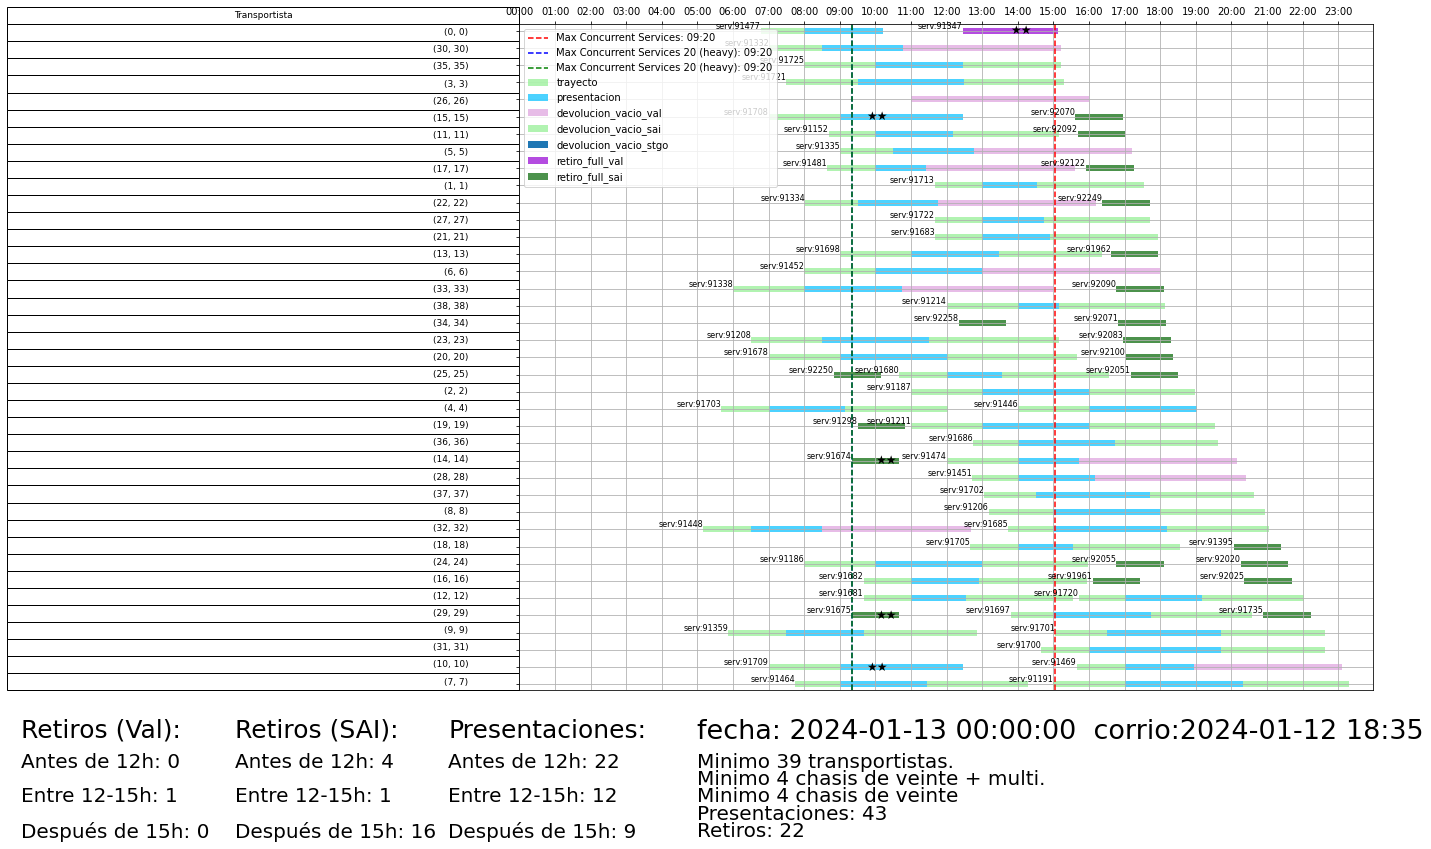 Transportista
00:00 01:00 02:00 03:00 04:00 05:00 06:00 07:00 08:00 09:00 10:00 11:00 12:00 13:00 14:00 15:00 16:00 17:00 18:00 19:00 20:00 21:00 22:00 23:00
Max Concurrent Services: 09:20
Max Concurrent Services 20 (heavy): 09:20
Max Concurrent Services 20 (heavy): 09:20
trayecto
presentacion
devolucion_vacio_val
devolucion_vacio_sai
devolucion_vacio_stgo
retiro_full_val
retiro_full_sai
(0, 0) serv:91477 serv:91347
(30, 30) serv:91332
(35, 35) serv:91725
(3, 3) serv:91721
(26, 26)
(15, 15) serv:91708 serv:92070
(11, 11) serv:91152 serv:92092
(5, 5) serv:91335
(17, 17) serv:91481 serv:92122
(1, 1) serv:91713
(22, 22) serv:91334 serv:92249
(27, 27) serv:91722
(21, 21) serv:91683
(13, 13) serv:91698 serv:91962
(6, 6) serv:91452
(33, 33) serv:91338 serv:92090
(38, 38) serv:91214
(34, 34) serv:92258 serv:92071
(23, 23) serv:91208 serv:92083
(20, 20) serv:91678 serv:92100
(25, 25) serv:92250 serv:91680 serv:92051
(2, 2) serv:91187
(4, 4) serv:91703 serv:91446
(19, 19) serv:91298 serv:91211
(36, 36) serv:91686
(14, 14) serv:91674 serv:91474
(28, 28) serv:91451
(37, 37) serv:91702
(8, 8) serv:91206
(32, 32) serv:91448 serv:91685
(18, 18) serv:91705 serv:91395
(24, 24) serv:91186 serv:92055 serv:92020
(16, 16) serv:91682 serv:91961 serv:92025
(12, 12) serv:91681 serv:91720
(29, 29) serv:91675 serv:91697 serv:91735
(9, 9) serv:91359 serv:91701
(31, 31) serv:91700
(10, 10) serv:91709 serv:91469
(7, 7) serv:91464 serv:91191
Retiros (Val):
Antes de 12h: 0
Entre 12-15h: 1
Después de 15h: 0
Retiros (SAI):
Antes de 12h: 4
Entre 12-15h: 1
Después de 15h: 16
Presentaciones:
Antes de 12h: 22
Entre 12-15h: 12
Después de 15h: 9
fecha: 2024-01-13 00:00:00 corrio:2024-01-12 18:35
Minimo 39 transportistas.
Minimo 4 chasis de veinte + multi.
Minimo 4 chasis de veinte
Presentaciones: 43
Retiros: 22